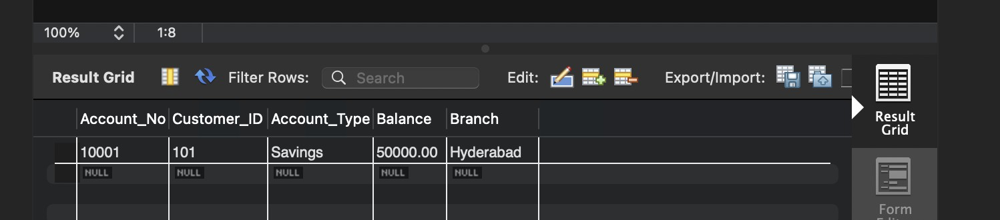 100% 1:8
Result Grid Filter Rows: Search Edit: Export/Import:
Result
Grid
Account_No Customer_ID Account_Type Balance Branch
10001 101 Savings 50000.00 Hyderabad
NULL NULL NULL NULL NULL
Form